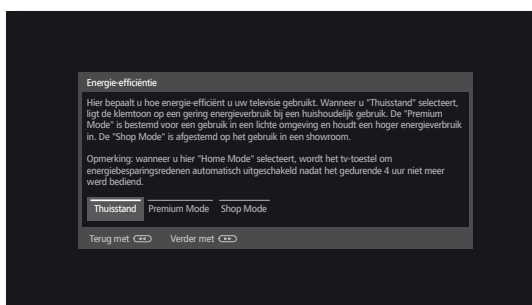 Energie-efficiëntie
Hier bepaalt u hoe energie-efficiënt u uw televisie gebruikt. Wanneer u "Thuisstand" selecteert,
ligt de klemtoon op een gering energieverbruik bij een huishoudelijk gebruik. De "Premium
Mode" is bestemd voor een gebruik in een lichte omgeving en houdt een hoger energieverbruik
in. De "Shop Mode" is afgestemd op het gebruik in een showroom.
Opmerking: wanneer u hier "Home Mode" selecteert, wordt het tv-toestel om
energiebesparingsredenen automatisch uitgeschakeld nadat het gedurende 4 uur niet meer
werd bediend.
Thuisstand Premium Mode Shop Mode
Terug met Verder met